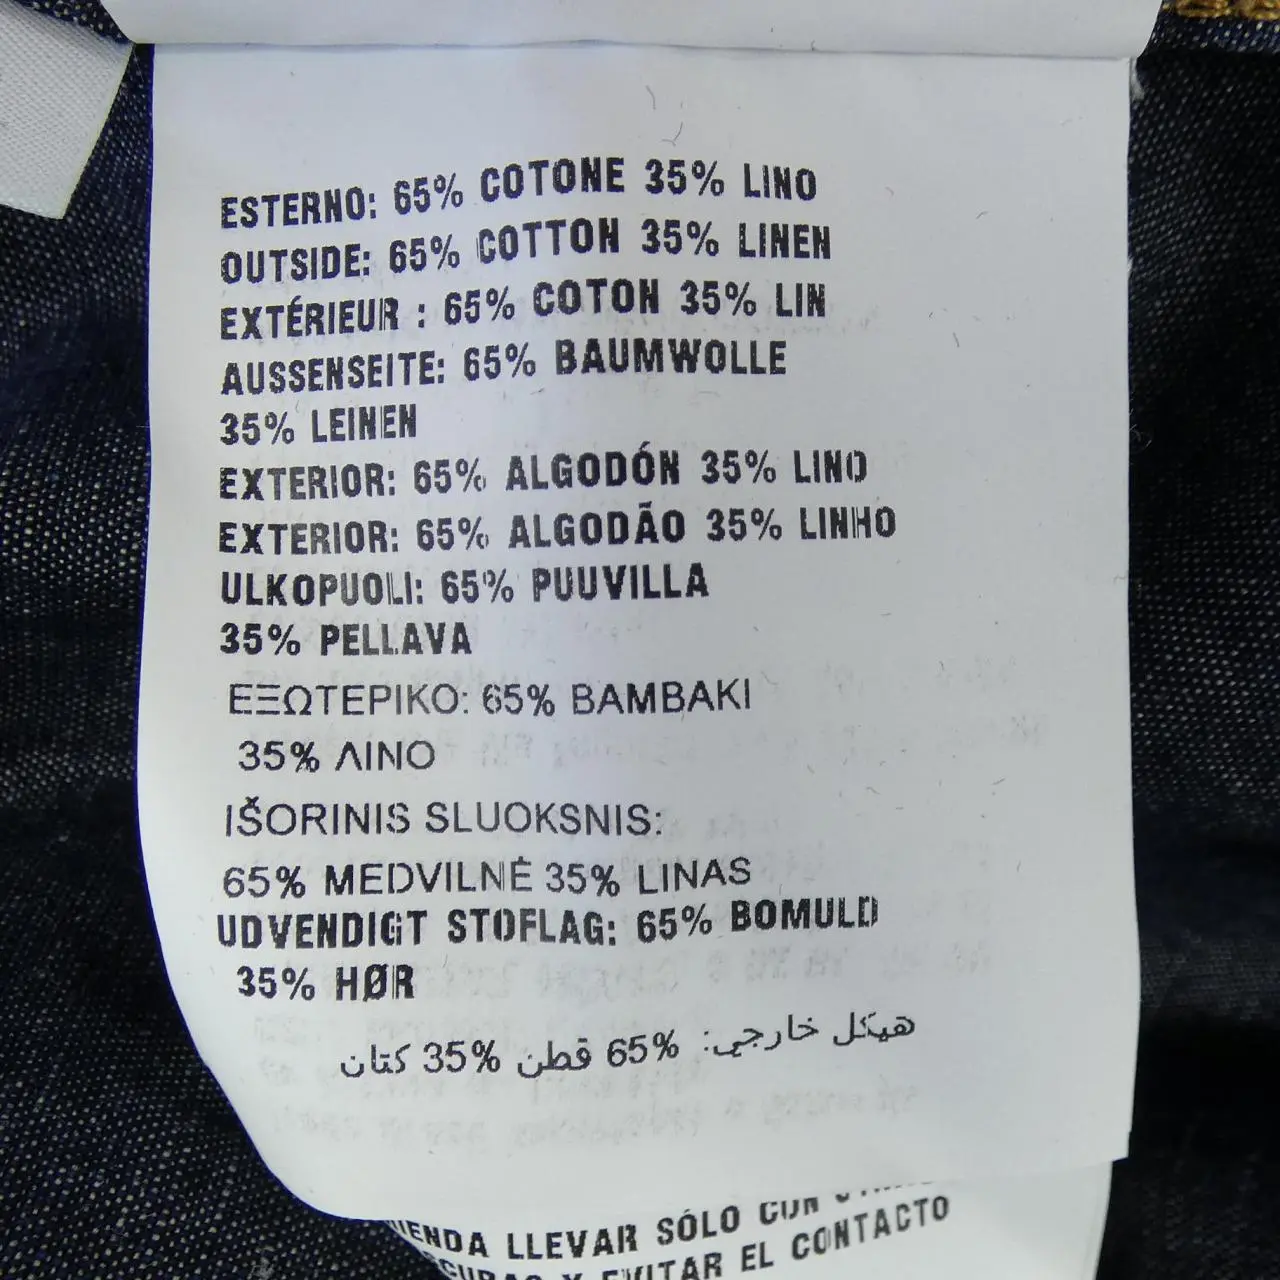 ESTERNO: 65% COTONE 35% LINO
OUTSIDE: 65% COTTON 35% LINEN
EXTÉRIEUR : 65% COTON 35% LIN
AUSSENSEITE: 65% BAUMWOLLE
35% LEINEN
EXTERIOR: 65% ALGODÓN 35% LINO
EXTERIOR: 65% ALGODÃO 35% LINHO
ULKOPUOLI: 65% PUUVILLA
35% PELLAVA
ΕΞΩΤΕΡΙΚΟ: 65% ΒΑΜΒΑΚΙ
35% ΛΙΝΟ
IŠORINIS SLUOKSNIS:
65% MEDVILNĖ 35% LINAS
UDVENDIGT STOFLAG: 65% BOMULD
35% HØR
هيكل خارجي: 65% قطن 35% كتان
LLEVAR SÓLO CON
Y EVITAR EL CONTACTO